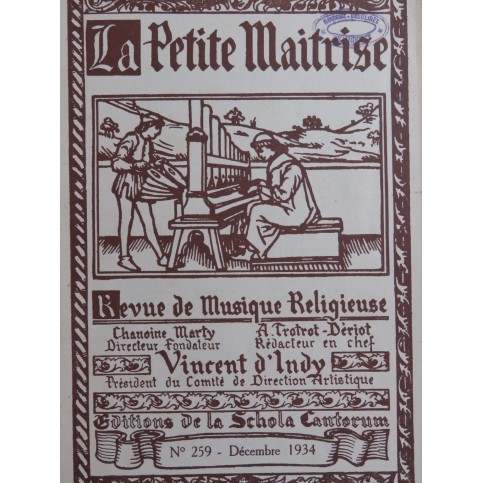 La Petite Maitrise
Revue de Musique Religieuse
Chanoine Marty A. Trotrot-Dériot
Directeur Fondateur Rédacteur en chef
Vincent d'Indy
Président du Comité de Direction Artistique
Editions de la Schola Cantorum
N° 259 - Décembre 1934